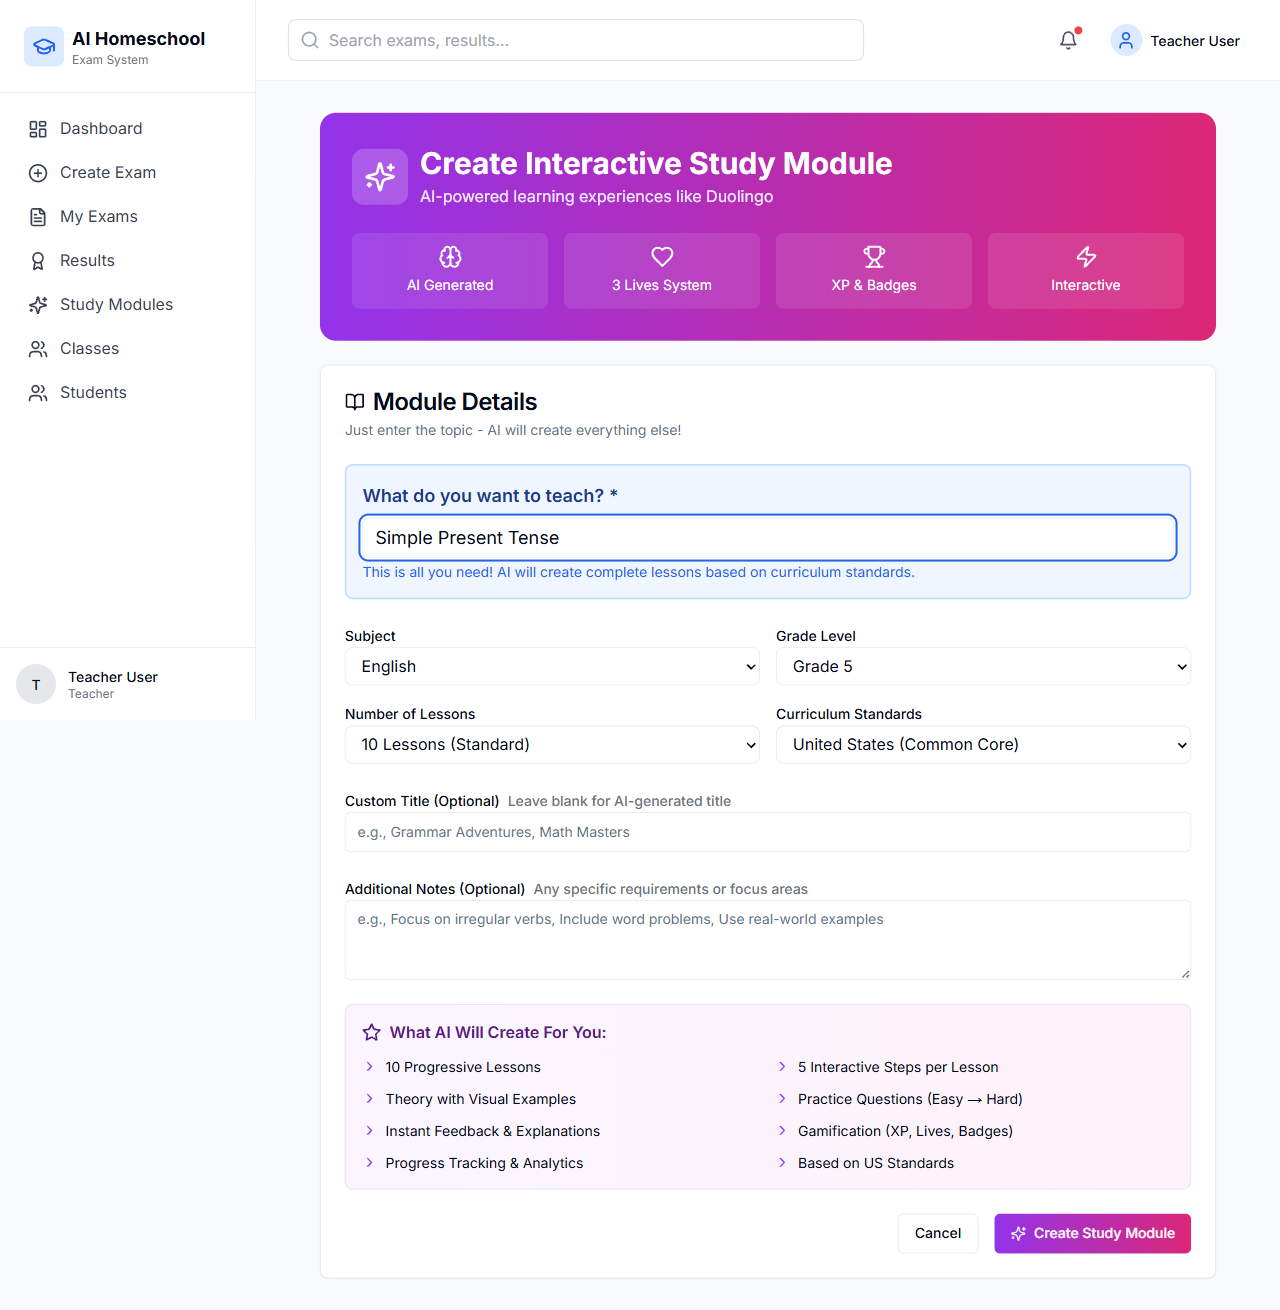 AI Homeschool
Exam System
Search exams, results...
Teacher User
Dashboard
Create Exam
My Exams
Results
Study Modules
Classes
Students
T
Teacher User
Teacher
Create Interactive Study Module
AI-powered learning experiences like Duolingo
AI Generated
3 Lives System
XP & Badges
Interactive
Module Details
Just enter the topic - AI will create everything else!
What do you want to teach? *
Simple Present Tense
This is all you need! AI will create complete lessons based on curriculum standards.
Subject
English
Grade Level
Grade 5
Number of Lessons
10 Lessons (Standard)
Curriculum Standards
United States (Common Core)
Custom Title (Optional) Leave blank for AI-generated title
e.g., Grammar Adventures, Math Masters
Additional Notes (Optional) Any specific requirements or focus areas
e.g., Focus on irregular verbs, Include word problems, Use real-world examples
What AI Will Create For You:
10 Progressive Lessons
5 Interactive Steps per Lesson
Theory with Visual Examples
Practice Questions (Easy → Hard)
Instant Feedback & Explanations
Gamification (XP, Lives, Badges)
Progress Tracking & Analytics
Based on US Standards
Cancel
Create Study Module